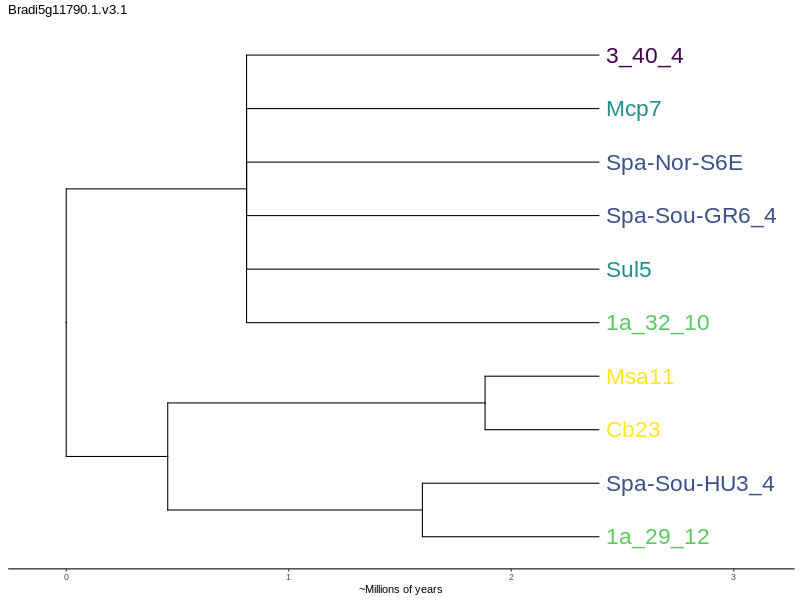 Bradi5g11790.1.v3.1
3_40_4
Mcp7
Spa-Nor-S6E
Spa-Sou-GR6_4
Sul5
1a_32_10
Msa11
Cb23
Spa-Sou-HU3_4
1a_29_12
0 1 2 3
~Millions of years